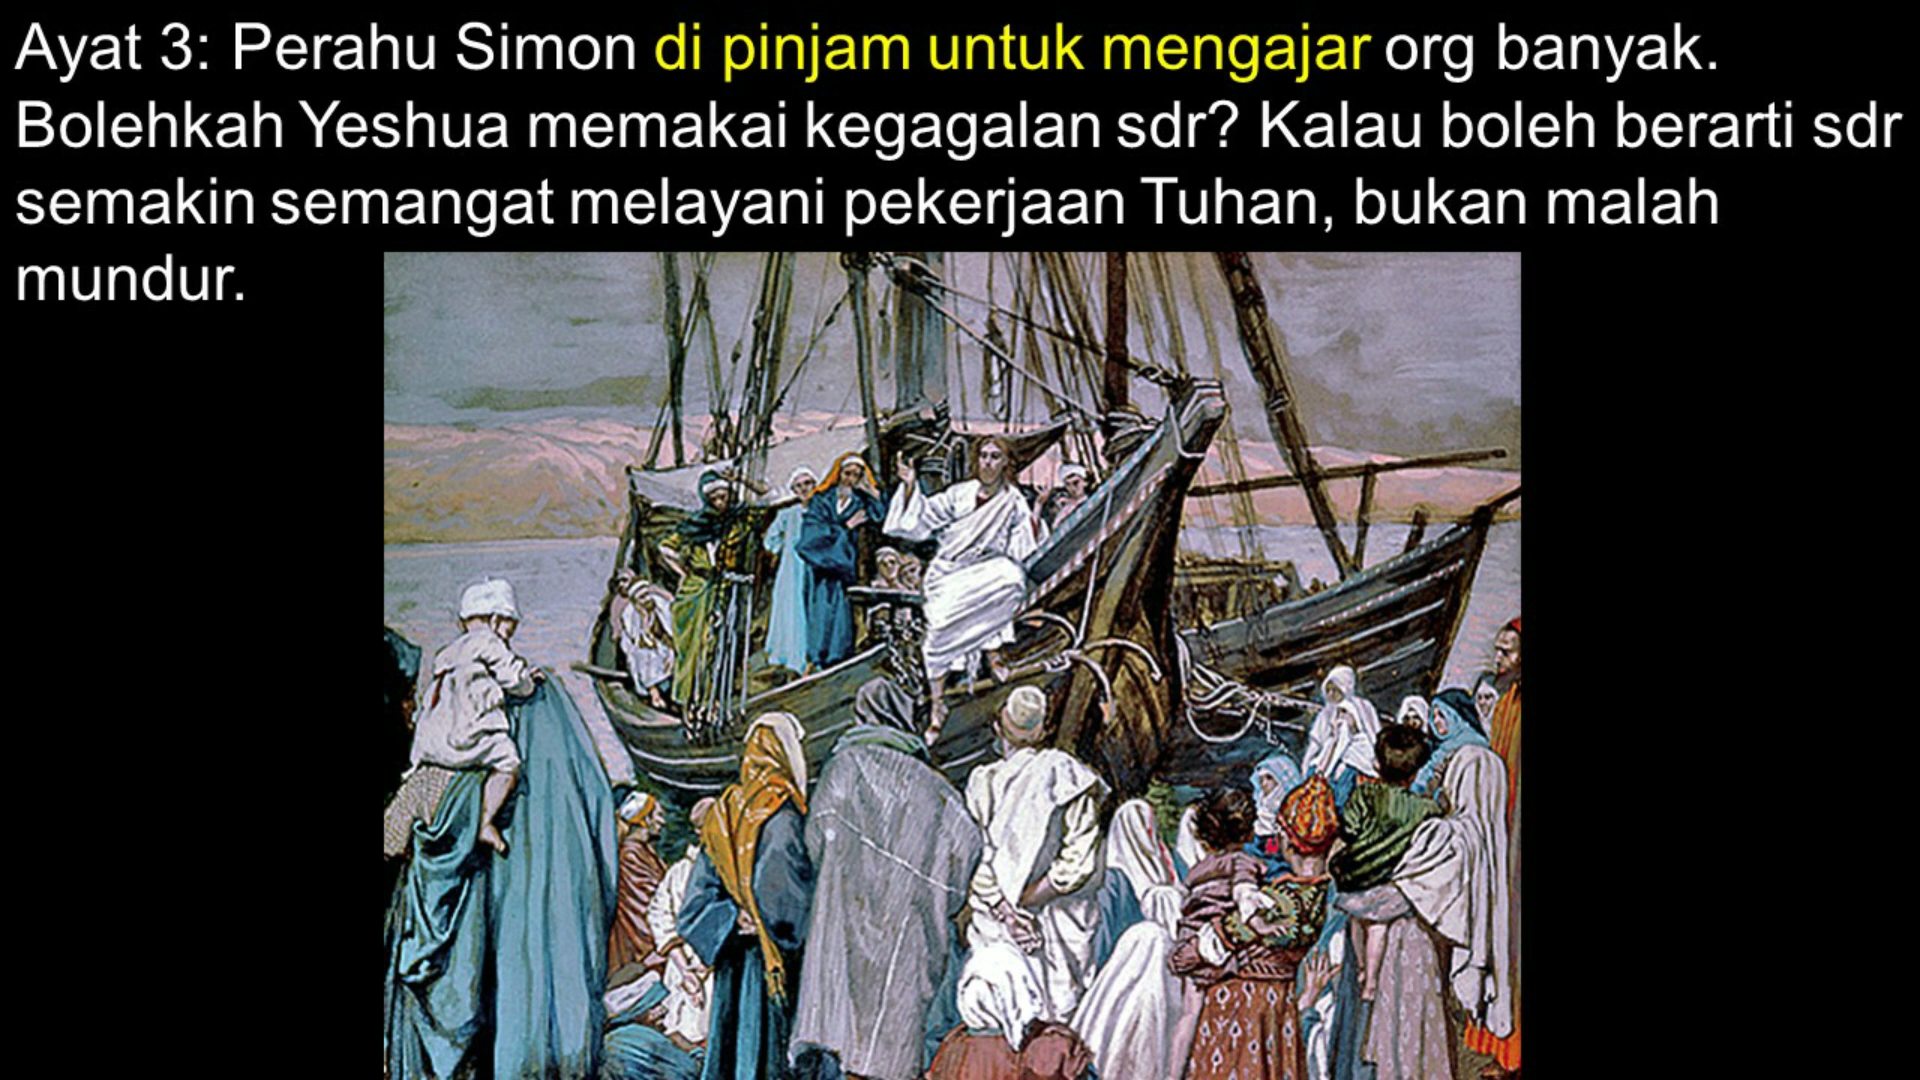 Ayat 3: Perahu Simon di pinjam untuk mengajar org banyak.
Bolehkah Yeshua memakai kegagalan sdr? Kalau boleh berarti sdr
semakin semangat melayani pekerjaan Tuhan, bukan malah
mundur.